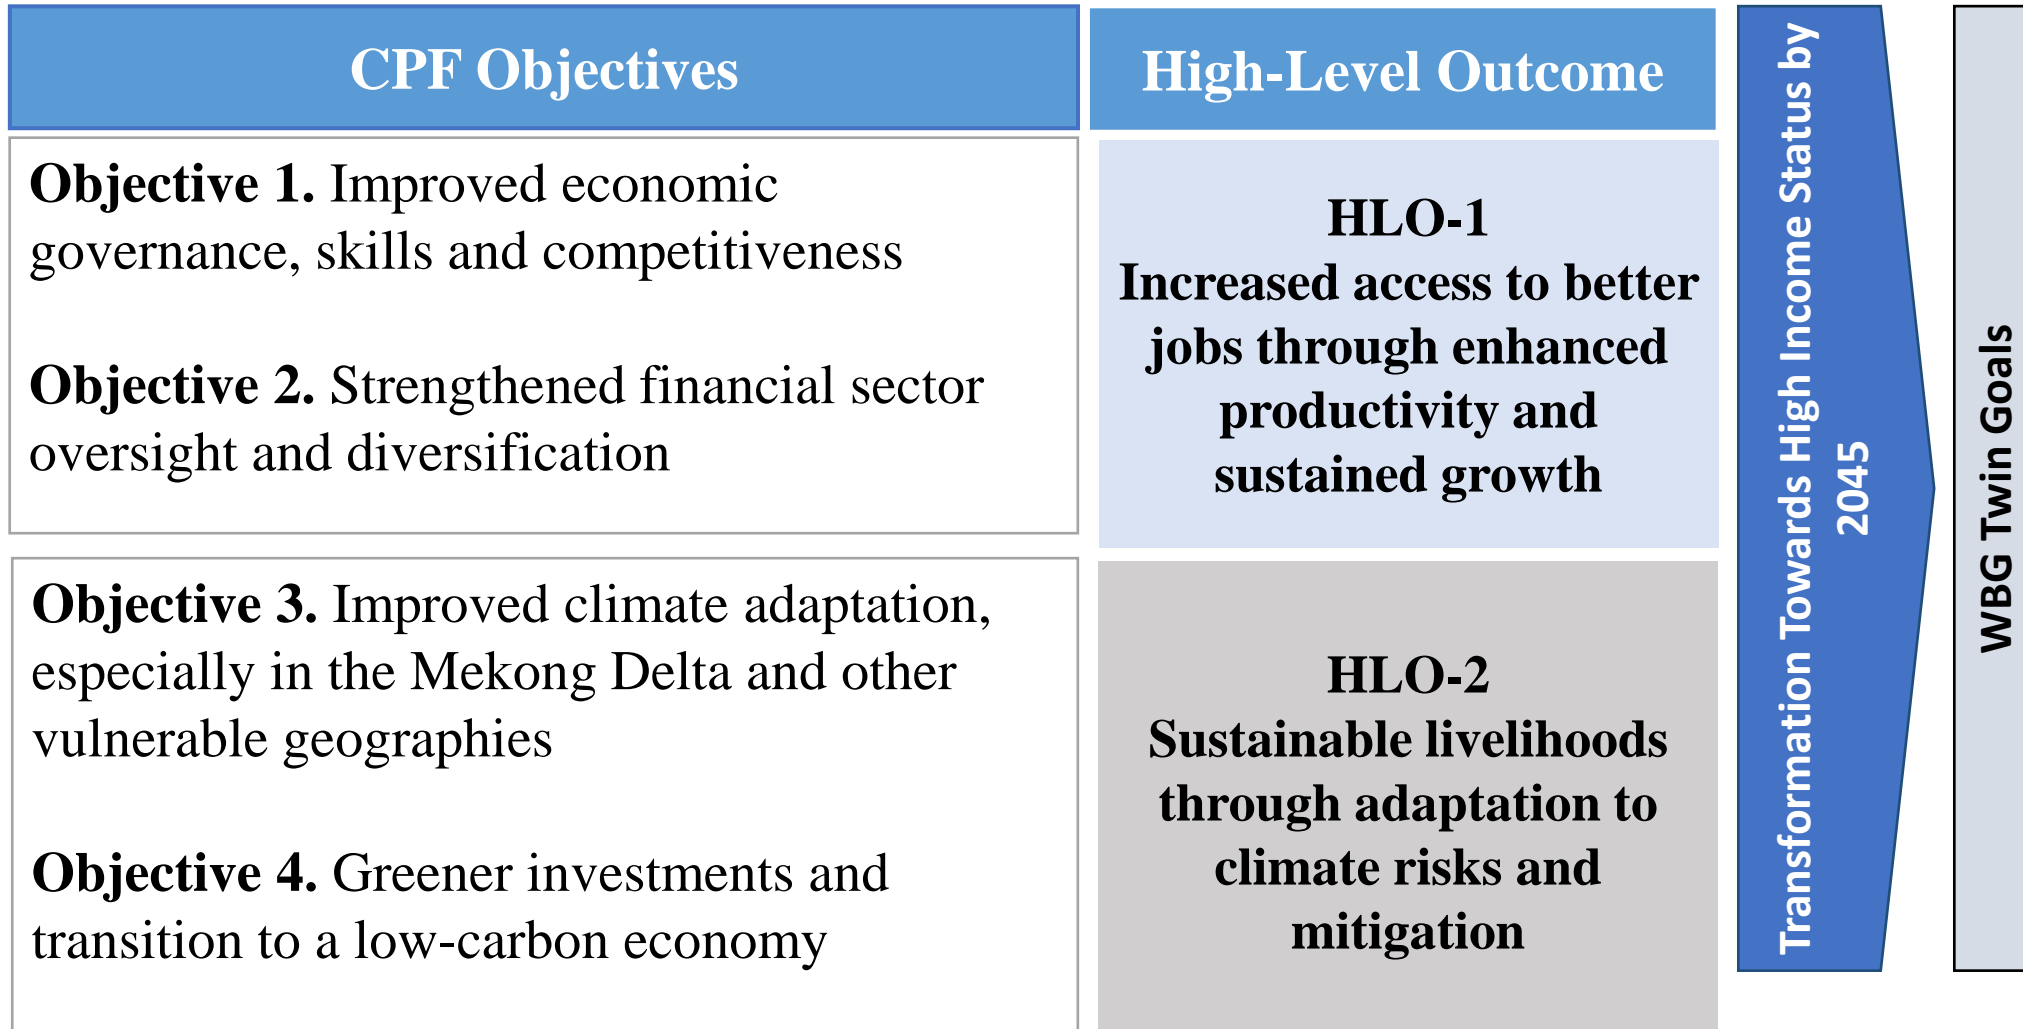 CPF Objectives
High-Level Outcome
Objective 1. Improved economic
governance, skills and competitiveness
Objective 2. Strengthened financial sector
oversight and diversification
HLO-1
Increased access to better
jobs through enhanced
productivity and
sustained growth
Objective 3. Improved climate adaptation,
especially in the Mekong Delta and other
vulnerable geographies
Objective 4. Greener investments and
transition to a low-carbon economy
HLO-2
Sustainable livelihoods
through adaptation to
climate risks and
mitigation
Transformation Towards High Income Status by
2045
WBG Twin Goals